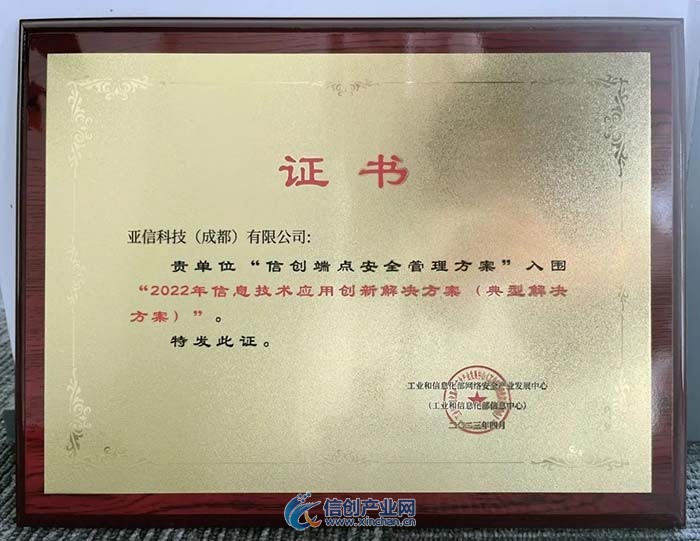 证书
亚信科技（成都）有限公司：
贵单位“信创端点安全管理方案”入围
“2022年信息技术应用创新解决方案（典型解决
方案）”。
特发此证。
工业和信息化部网络安全产业发展中心
（工业和信息化部信息中心）
二〇二三年四月
信创产业网
www.xinchan.cn